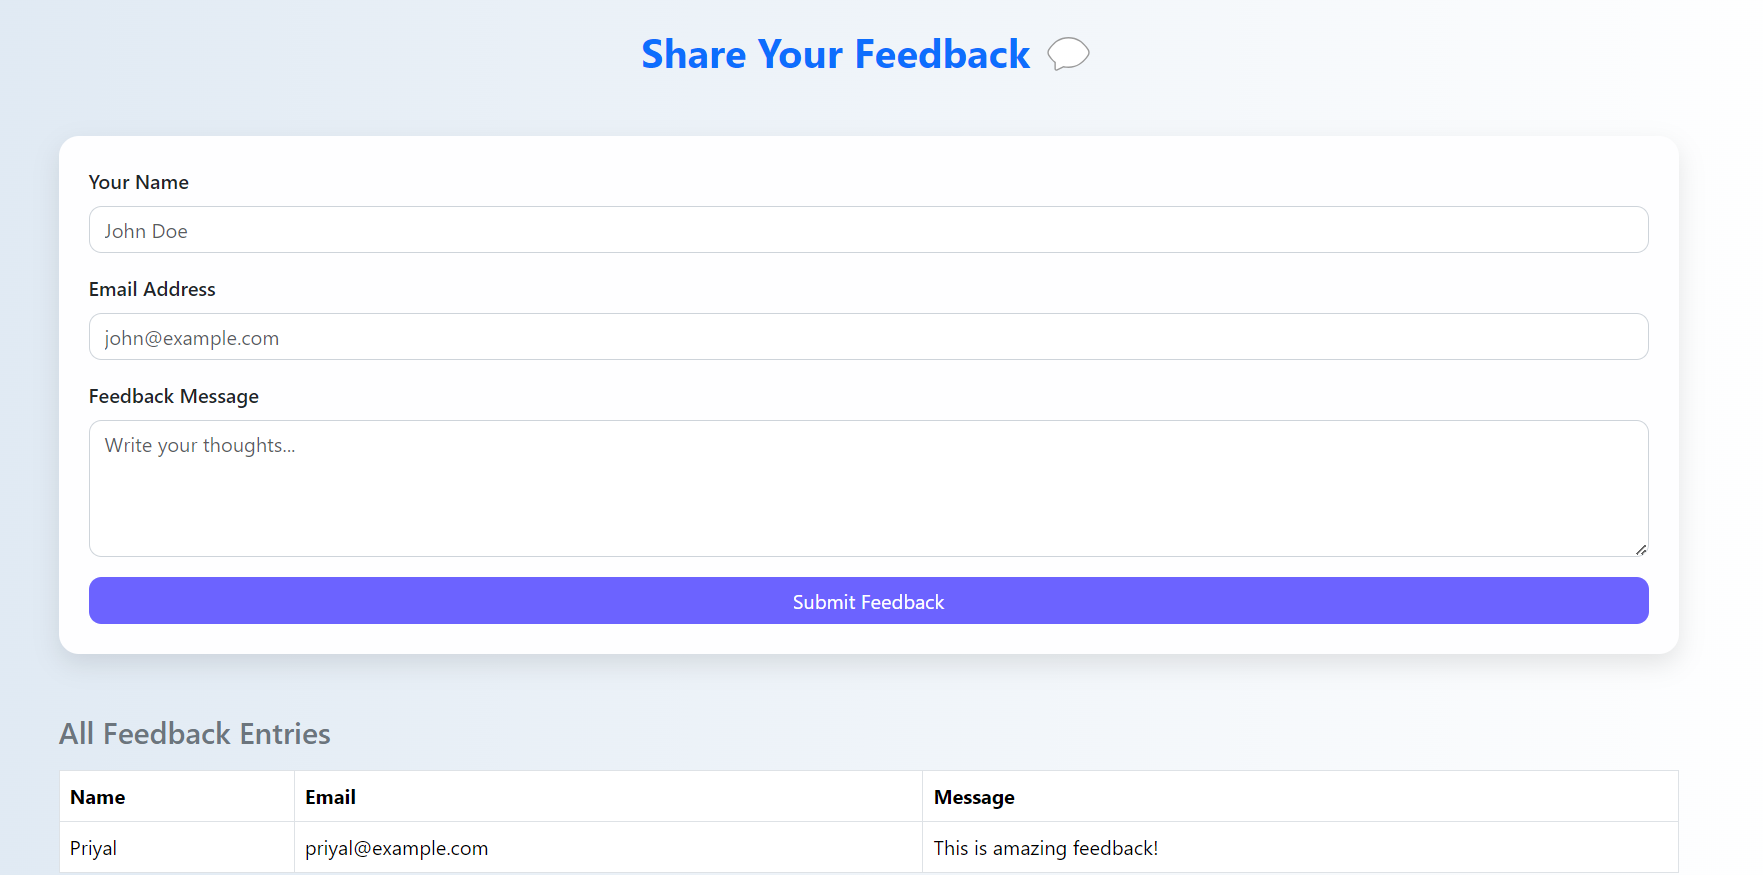 Share Your Feedback 💬
Your Name
John Doe
Email Address
john@example.com
Feedback Message
Write your thoughts...
Submit Feedback
All Feedback Entries
Name Email Message
Priyal priyal@example.com This is amazing feedback!